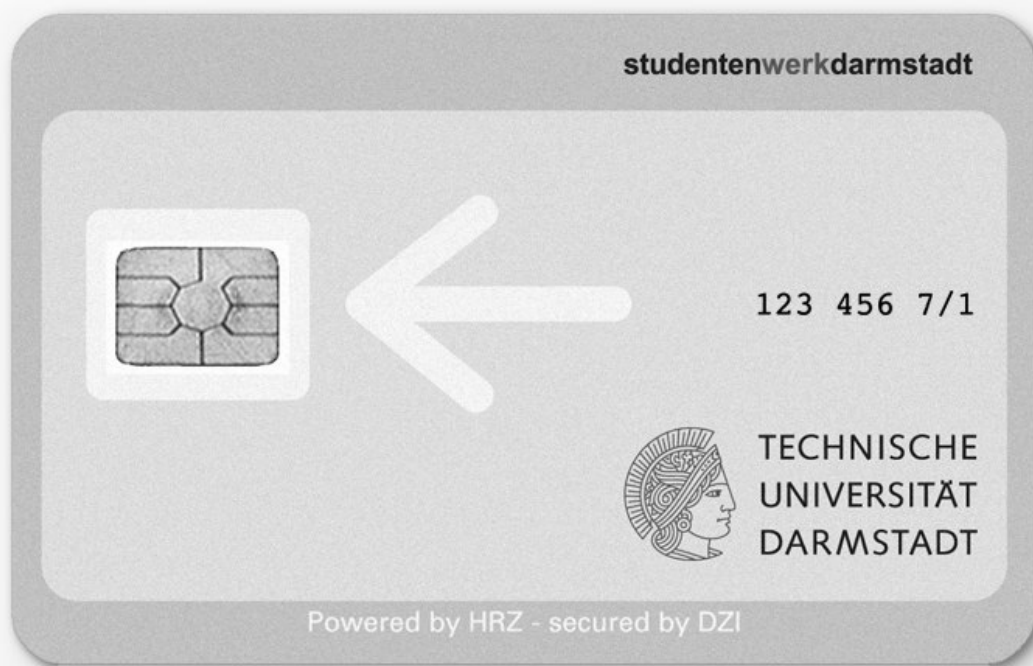 studentenwerkdarmstadt
123 456 7/1
TECHNISCHE
UNIVERSITÄT
DARMSTADT
Powered by HRZ - secured by DZI